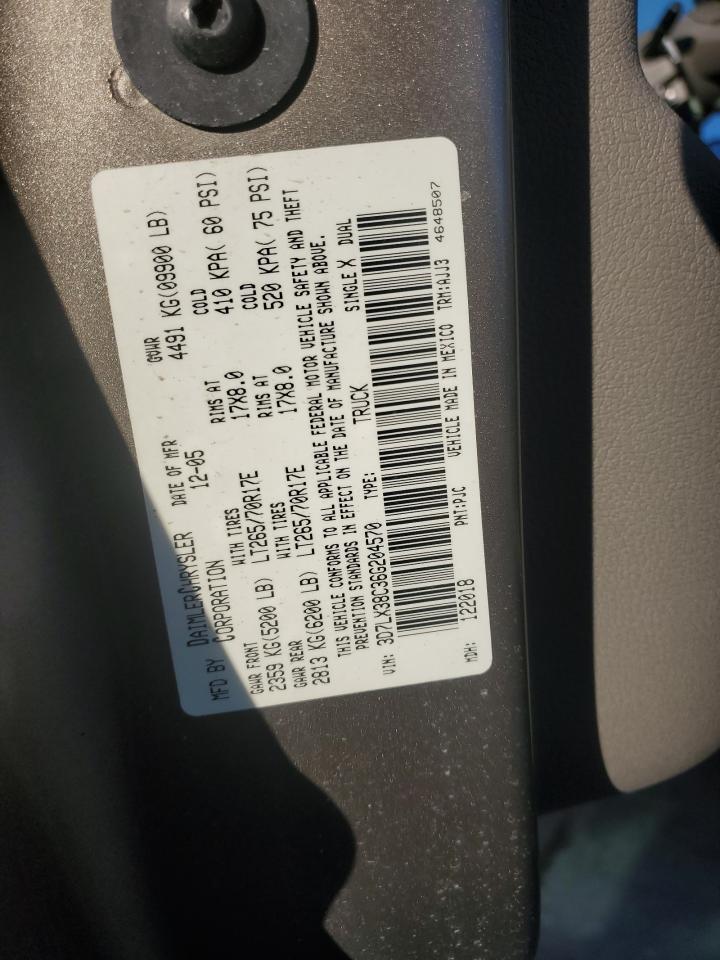 MFD BY DAIMLERCHRYSLER CORPORATION DATE OF MFR 12-05 GVWR 4491 KG(09900 LB)
GAWR FRONT WITH TIRES RIMS AT COLD
2359 KG(5200 LB) LT265/70R17E 17X8.0 410 KPA( 60 PSI)
GAWR REAR WITH TIRES RIMS AT COLD
2813 KG(6200 LB) LT265/70R17E 17X8.0 520 KPA( 75 PSI)
THIS VEHICLE CONFORMS TO ALL APPLICABLE FEDERAL MOTOR VEHICLE SAFETY AND THEFT
PREVENTION STANDARDS IN EFFECT ON THE DATE OF MANUFACTURE SHOWN ABOVE.
VIN: 3D7LX38C36G204570 TYPE: TRUCK SINGLE X DUAL
MDH: 122018 PNT:PJC VEHICLE MADE IN MEXICO TRM:AJJ3 4648507